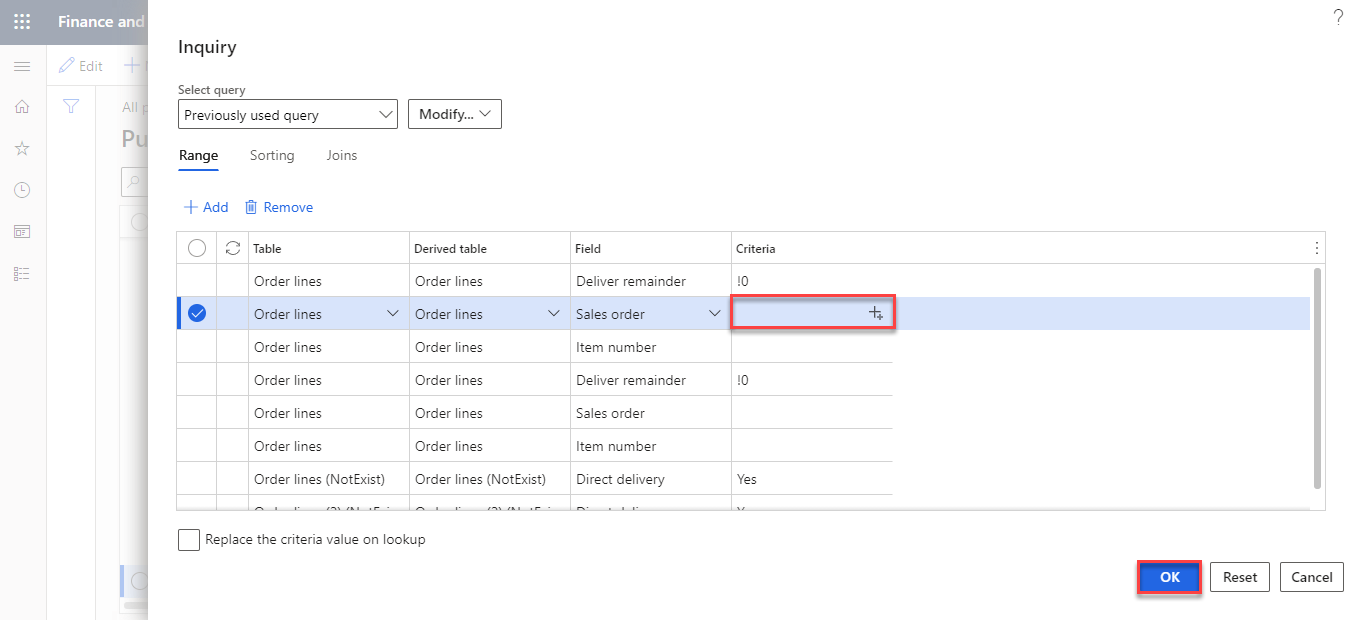 Finance and
?
Inquiry
Edit
Select query
Previously used query
Modify...
All p
Pu
Range Sorting Joins
Add Remove
Table Derived table Field Criteria
Order lines Order lines Deliver remainder !0
Order lines Order lines Sales order
Order lines Order lines Item number
Order lines Order lines Deliver remainder !0
Order lines Order lines Sales order
Order lines Order lines Item number
Order lines (NotExist) Order lines (NotExist) Direct delivery Yes
Replace the criteria value on lookup
OK Reset Cancel